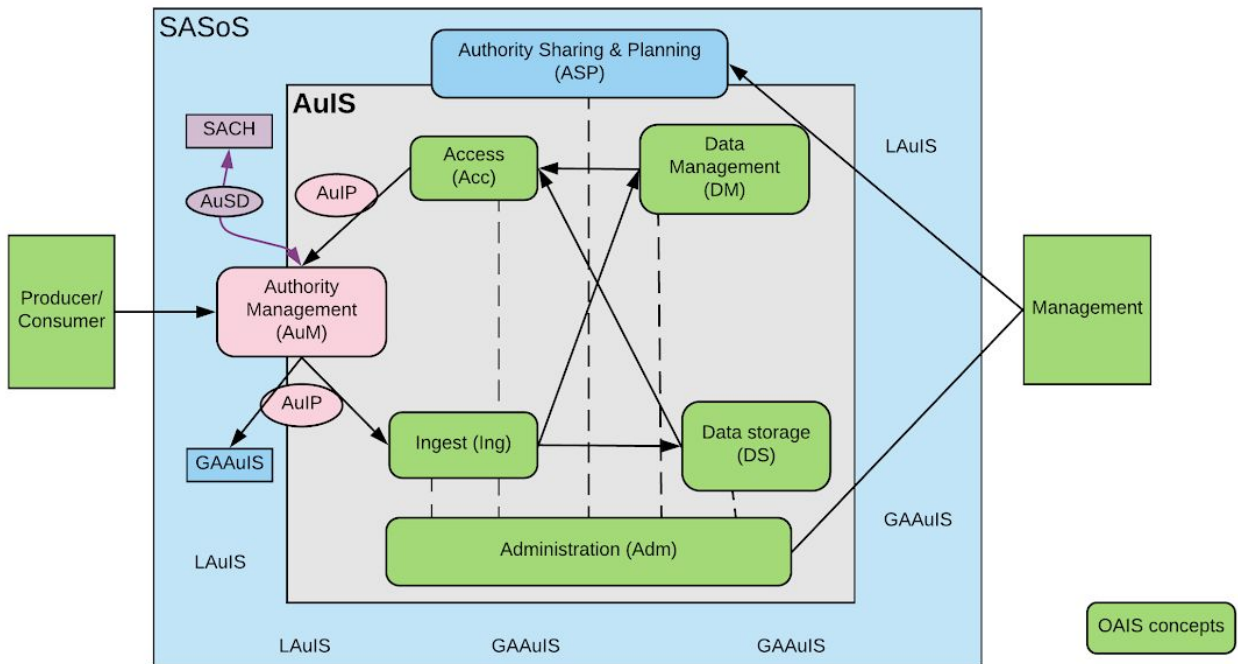 SASoS
Authority Sharing & Planning
(ASP)
AuIS
SACH
Access
(Acc)
Data
Management
(DM)
LAuIS
AuIP
AuSD
Producer/
Consumer
Authority
Management
(AuM)
Management
AuIP
Ingest (Ing)
Data storage
(DS)
GAAuIS
GAAuIS
Administration (Adm)
LAuIS
OAIS concepts
LAuIS
GAAuIS
GAAuIS